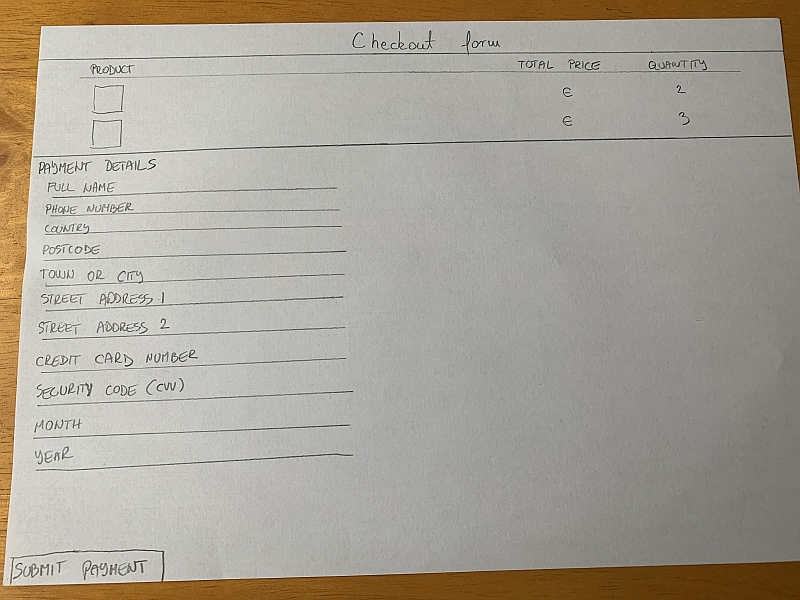 Checkout form
PRODUCT TOTAL PRICE QUANTITY
€ 2
€ 3
PAYMENT DETAILS
FULL NAME
PHONE NUMBER
COUNTRY
POSTCODE
TOWN OR CITY
STREET ADDRESS 1
STREET ADDRESS 2
CREDIT CARD NUMBER
SECURITY CODE (CVV)
MONTH
YEAR
SUBMIT PAYMENT